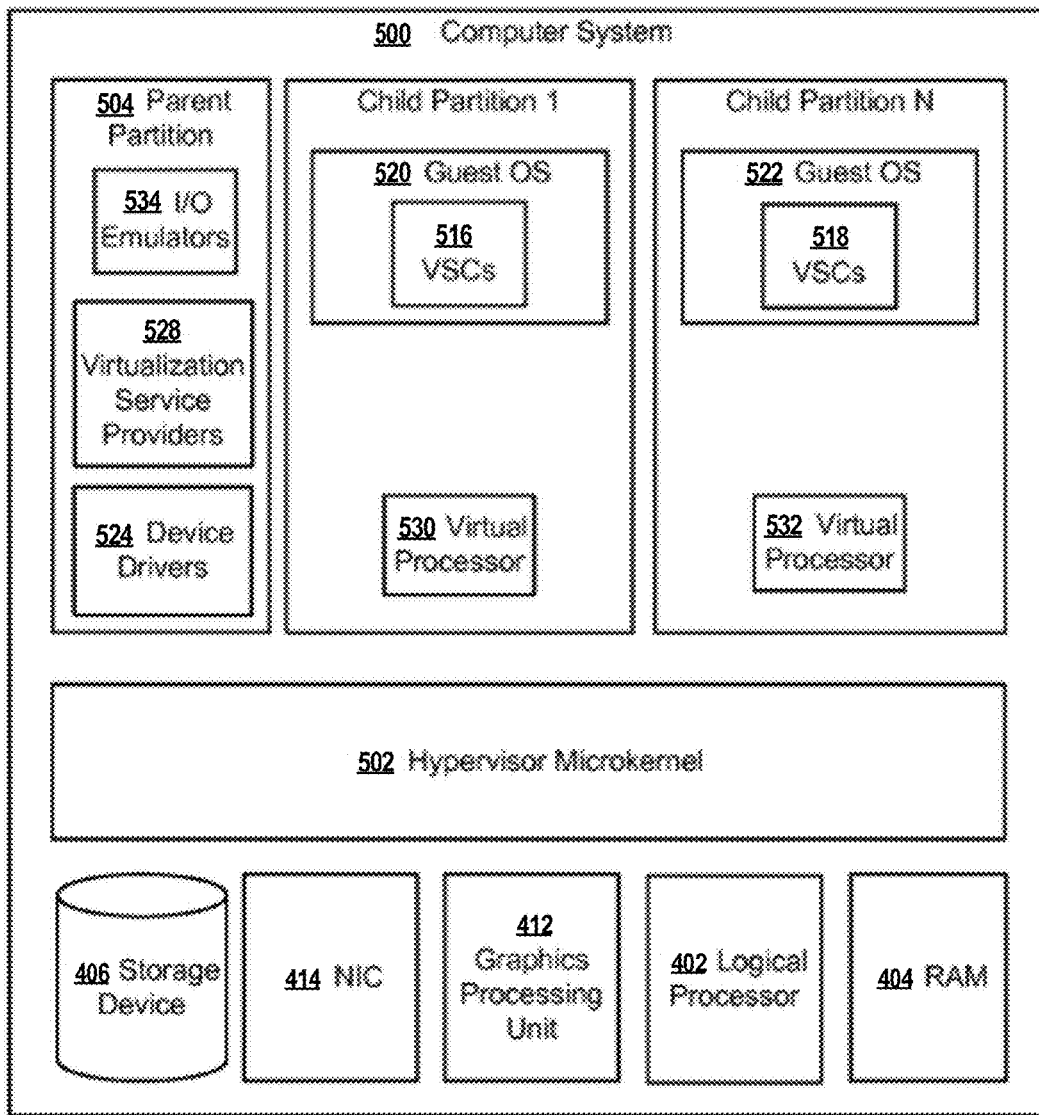 500 Computer System
504 Parent
Partition
534 I/O
Emulators
528
Virtualization
Service
Providers
524 Device
Drivers
Child Partition 1
520 Guest OS
516
VSCs
530 Virtual
Processor
Child Partition N
522 Guest OS
518
VSCs
532 Virtual
Processor
502 Hypervisor Microkernel
406 Storage
Device
414 NIC
412
Graphics
Processing
Unit
402 Logical
Processor
404 RAM